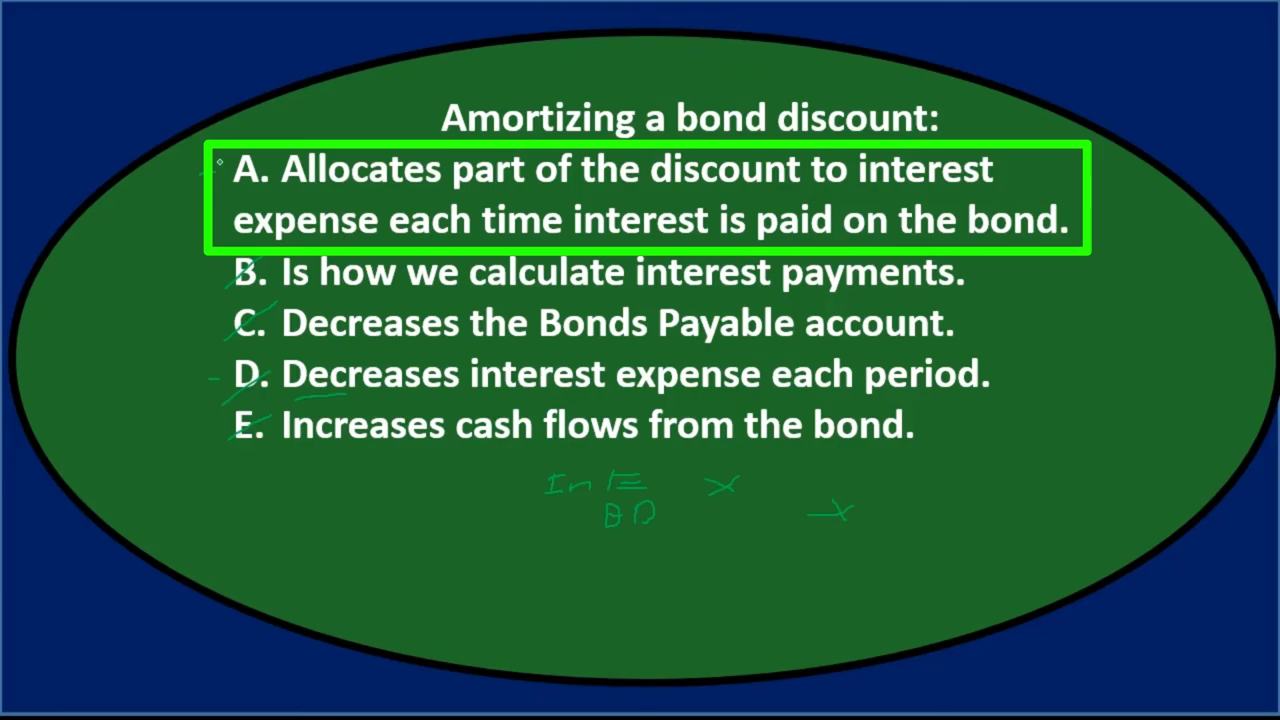 Amortizing a bond discount:
A. Allocates part of the discount to interest
expense each time interest is paid on the bond.
B. Is how we calculate interest payments.
C. Decreases the Bonds Payable account.
D. Decreases interest expense each period.
E. Increases cash flows from the bond.
In E x
BD x